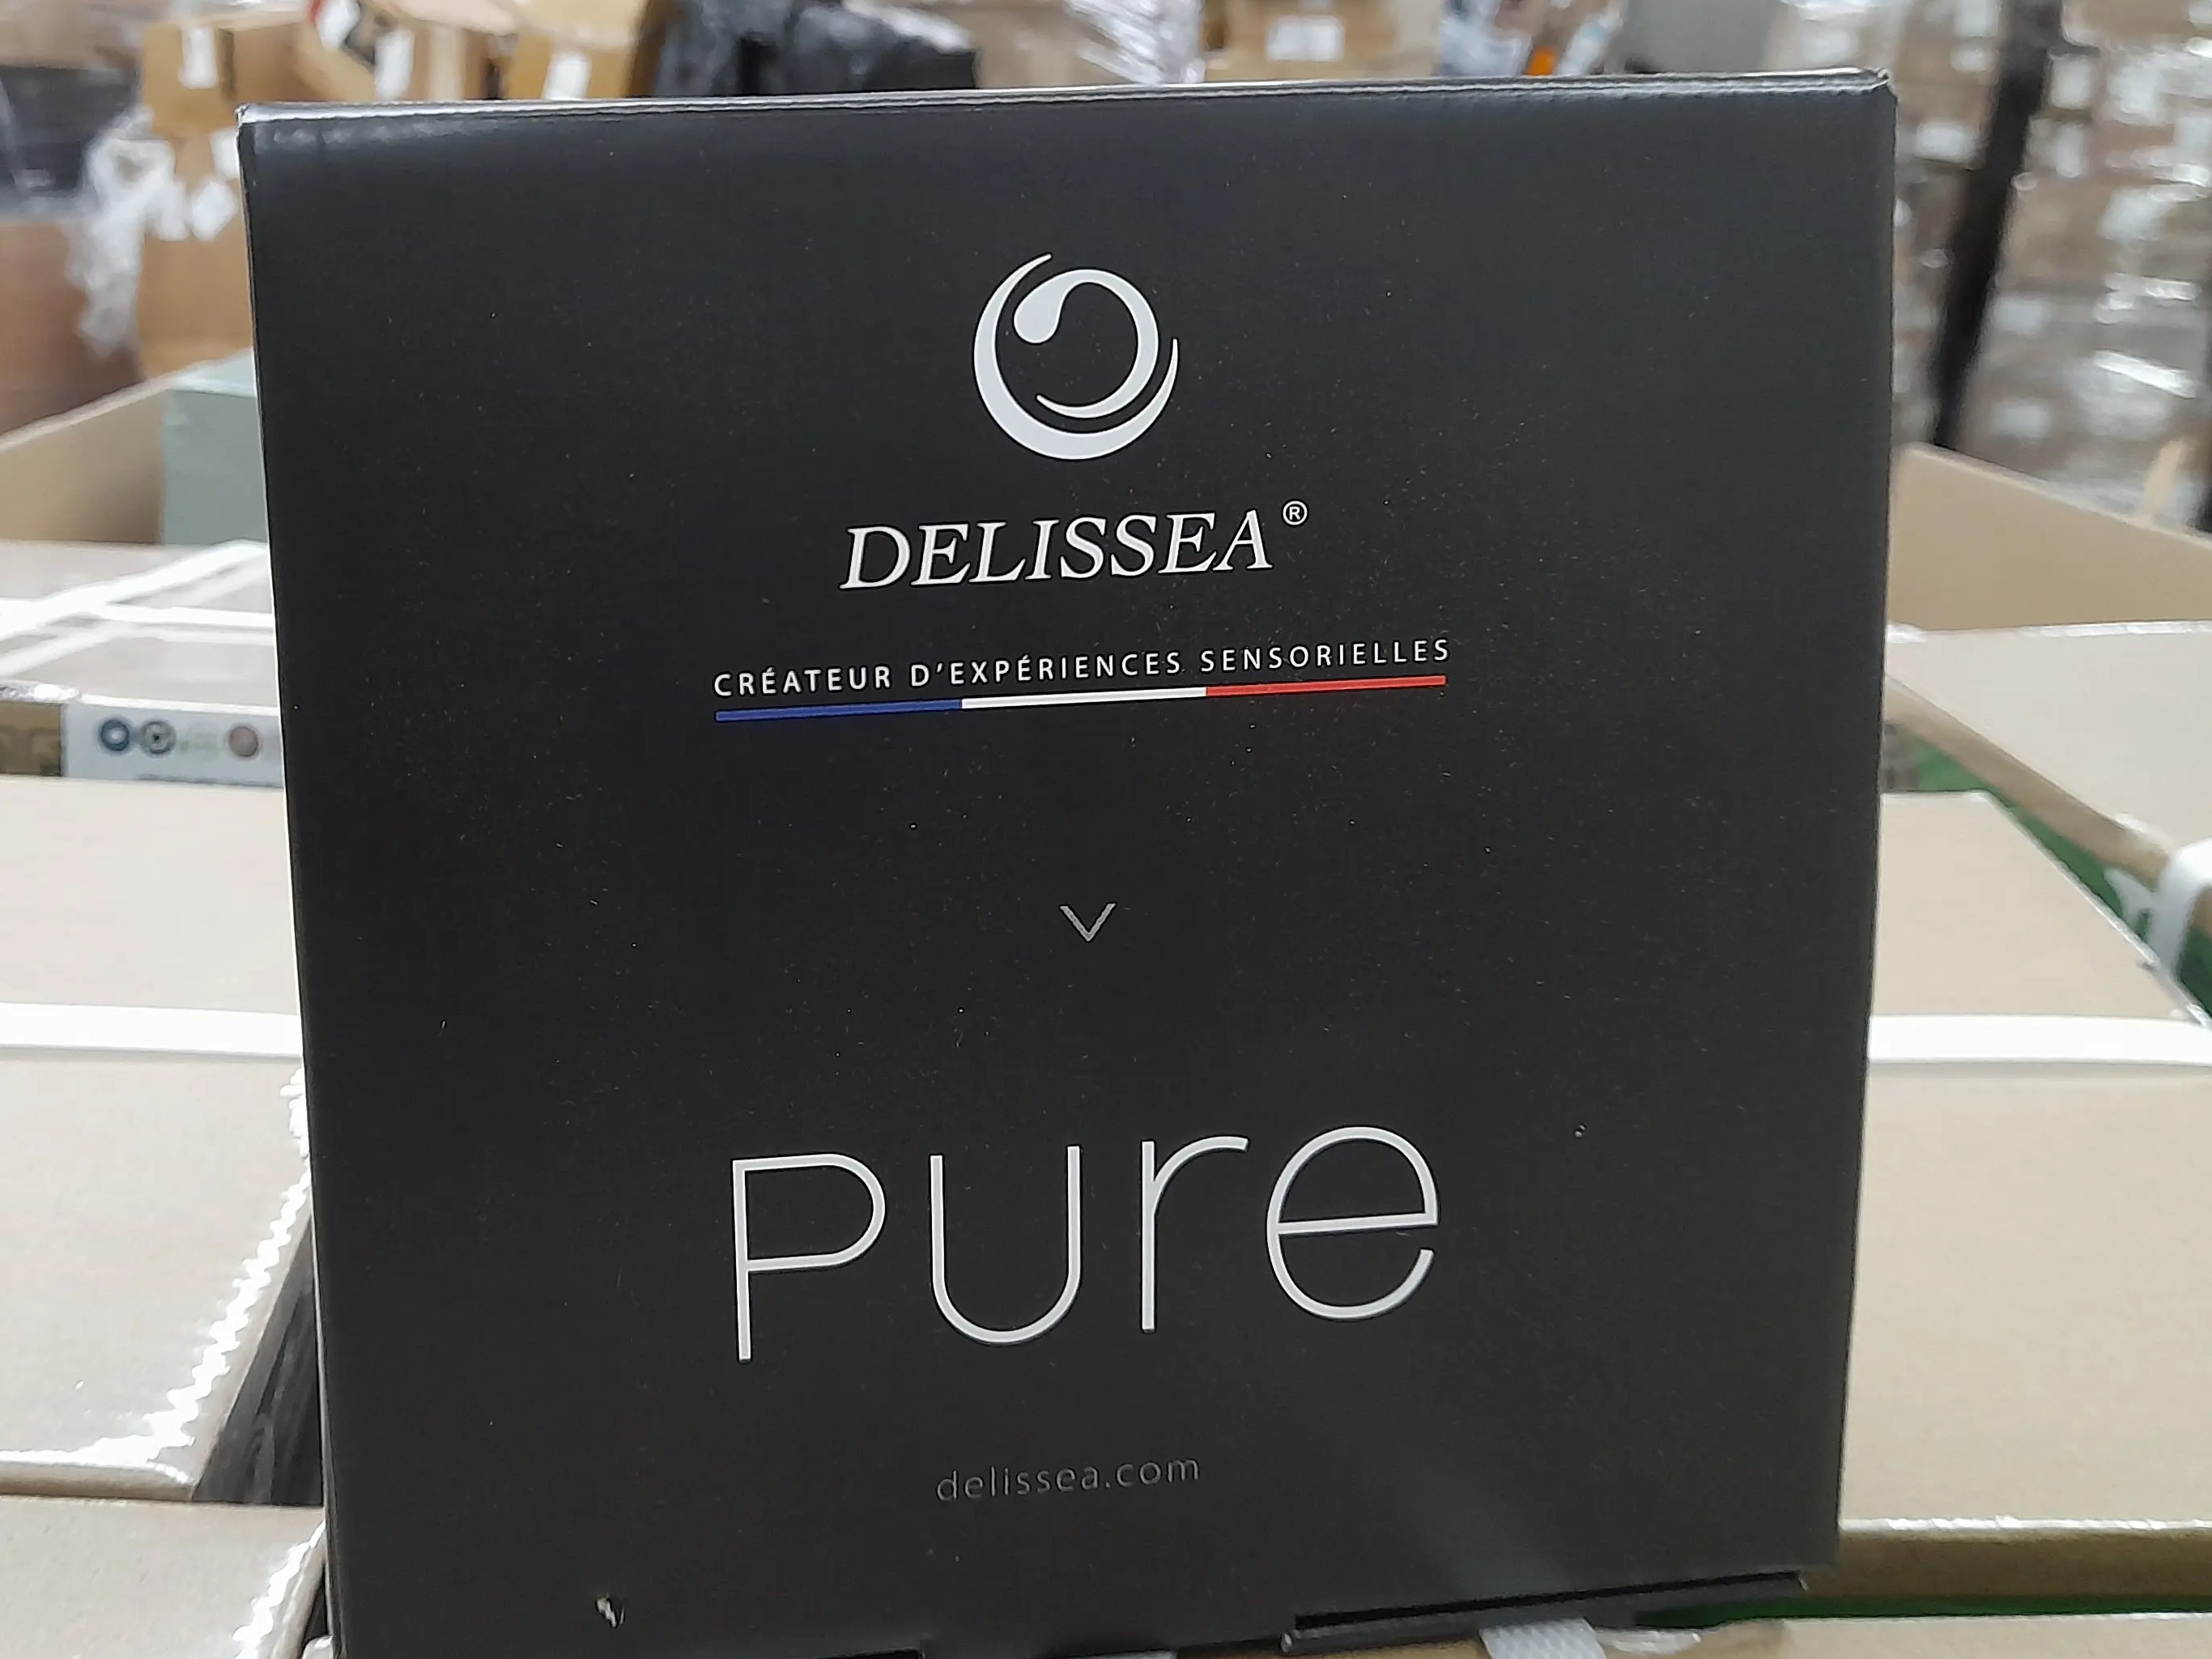 DELISSEA®
CRÉATEUR D'EXPÉRIENCES SENSORIELLES
Pure
delissea.com